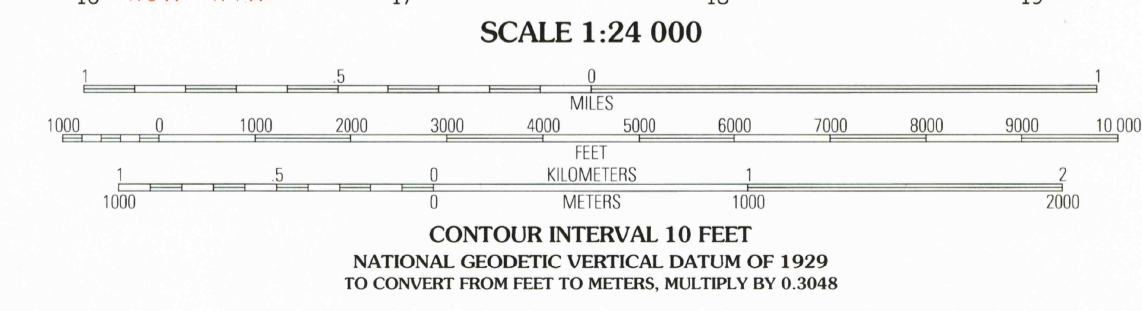 SCALE 1:24 000
1 .5 0 1
MILES
1000 0 1000 2000 3000 4000 5000 6000 7000 8000 9000 10 000
FEET
1 .5 0 KILOMETERS 1 2
1000 0 METERS 1000 2000
CONTOUR INTERVAL 10 FEET
NATIONAL GEODETIC VERTICAL DATUM OF 1929
TO CONVERT FROM FEET TO METERS, MULTIPLY BY 0.3048